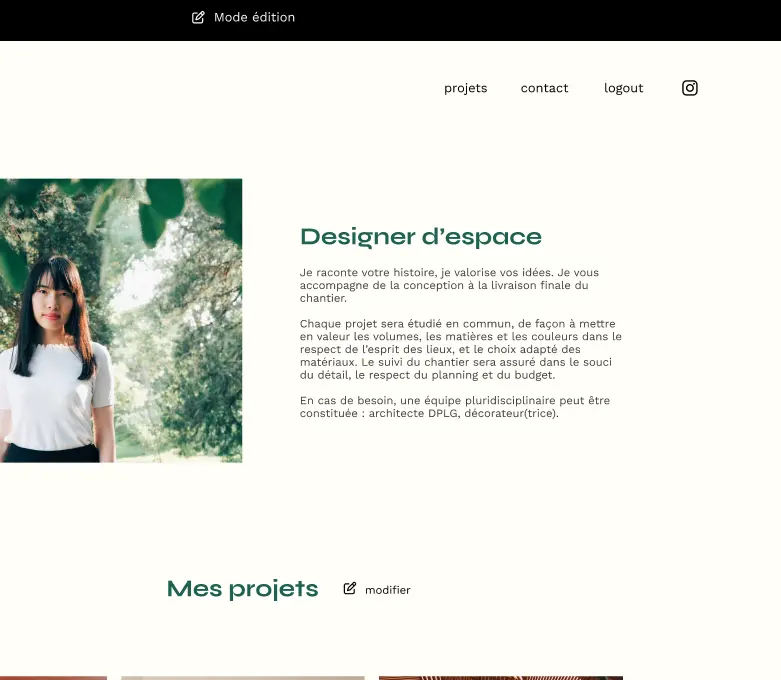 Mode édition
projets contact logout
Designer d’espace
Je raconte votre histoire, je valorise vos idées. Je vous
accompagne de la conception à la livraison finale du
chantier.
Chaque projet sera étudié en commun, de façon à mettre
en valeur les volumes, les matières et les couleurs dans le
respect de l’esprit des lieux, et le choix adapté des
matériaux. Le suivi du chantier sera assuré dans le souci
du détail, le respect du planning et du budget.
En cas de besoin, une équipe pluridisciplinaire peut être
constituée : architecte DPLG, décorateur(trice).
Mes projets modifier